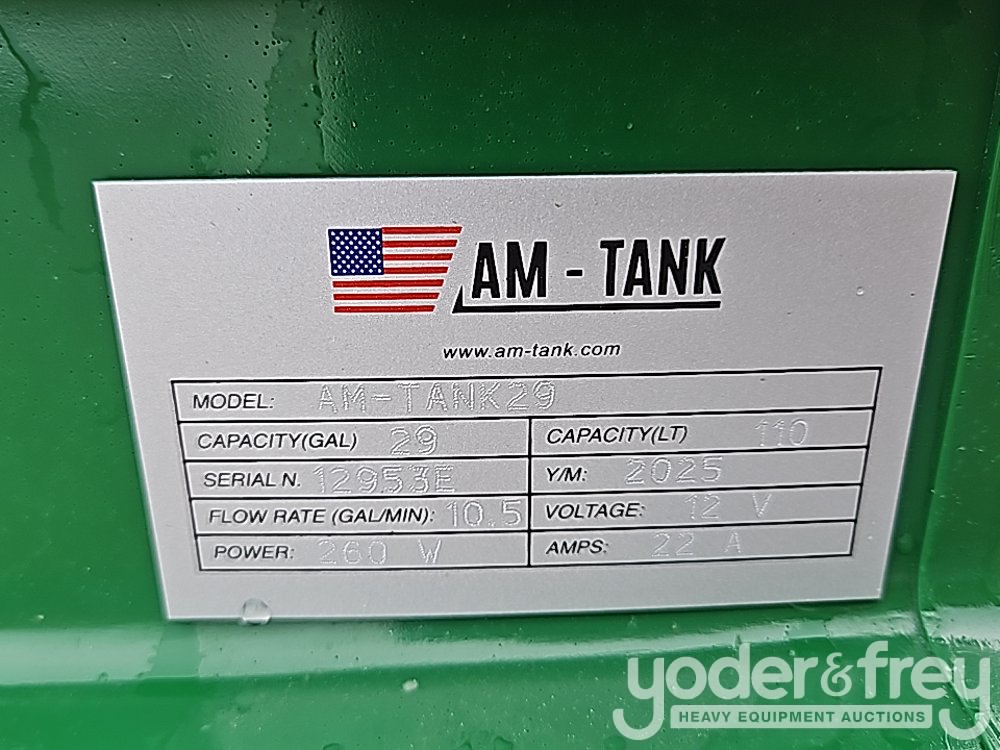 AM - TANK
www.am-tank.com
MODEL: AM-TANK29
CAPACITY(GAL) 29 CAPACITY(LT) 110
SERIAL N. 12953E Y/M: 2025
FLOW RATE (GAL/MIN): 10.5 VOLTAGE: 12 V
POWER: 260 W AMPS: 22 A
yoder&frey
HEAVY EQUIPMENT AUCTIONS